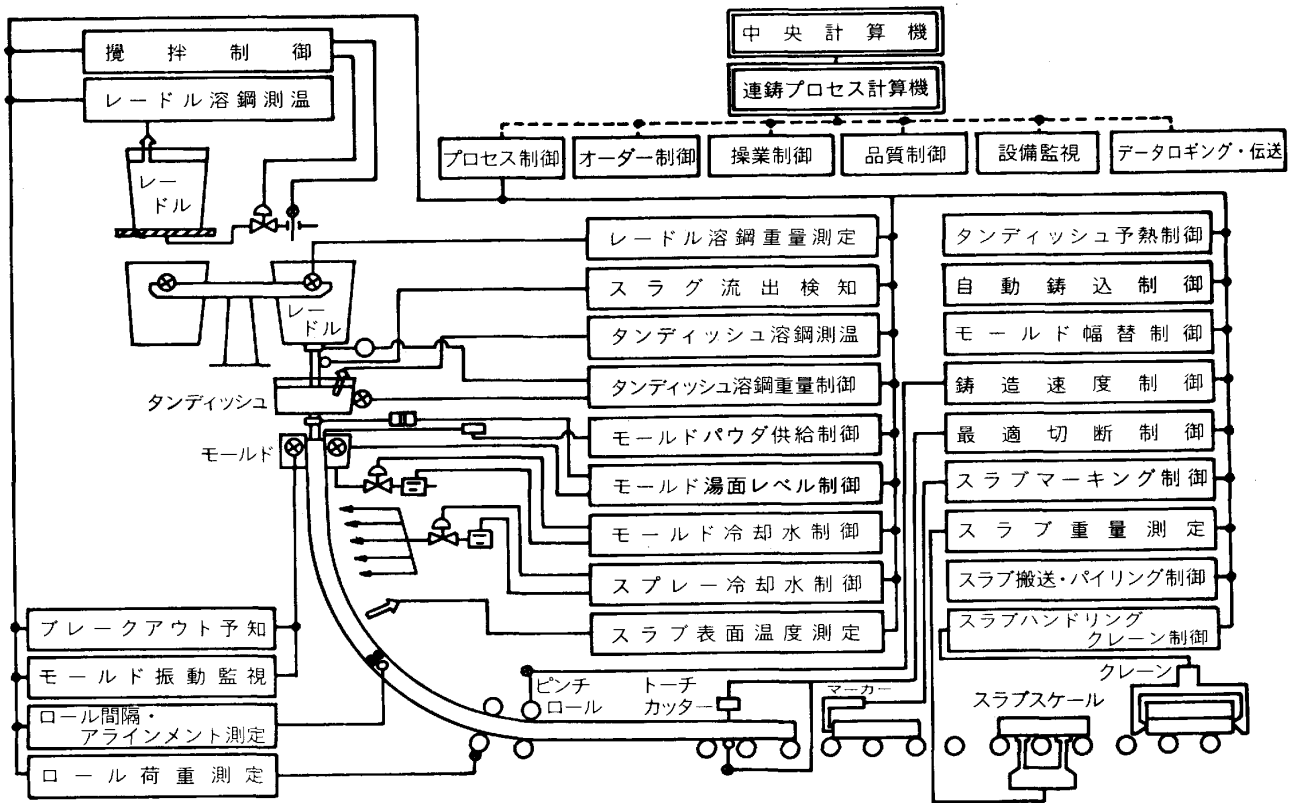 中央計算機
連鋳プロセス計算機
プロセス制御
オーダー制御
操業制御
品質制御
設備監視
データロギング・伝送
攪拌制御
レードル溶鋼測温
レー
ドル
レー
ドル
タンディッシュ
モールド
レードル溶鋼重量測定
スラグ流出検知
タンディッシュ溶鋼測温
タンディッシュ溶鋼重量制御
モールドパウダ供給制御
モールド湯面レベル制御
モールド冷却水制御
スプレー冷却水制御
スラブ表面温度測定
タンディッシュ予熱制御
自動鋳込制御
モールド幅替制御
鋳造速度制御
最適切断制御
スラブマーキング制御
スラブ重量測定
スラブ搬送・パイリング制御
スラブハンドリング
クレーン制御
ブレークアウト予知
モールド振動監視
ロール間隔・
アラインメント測定
ロール荷重測定
ピンチ
ロール
トーチ
カッター
マーカー
スラブスケール
クレーン